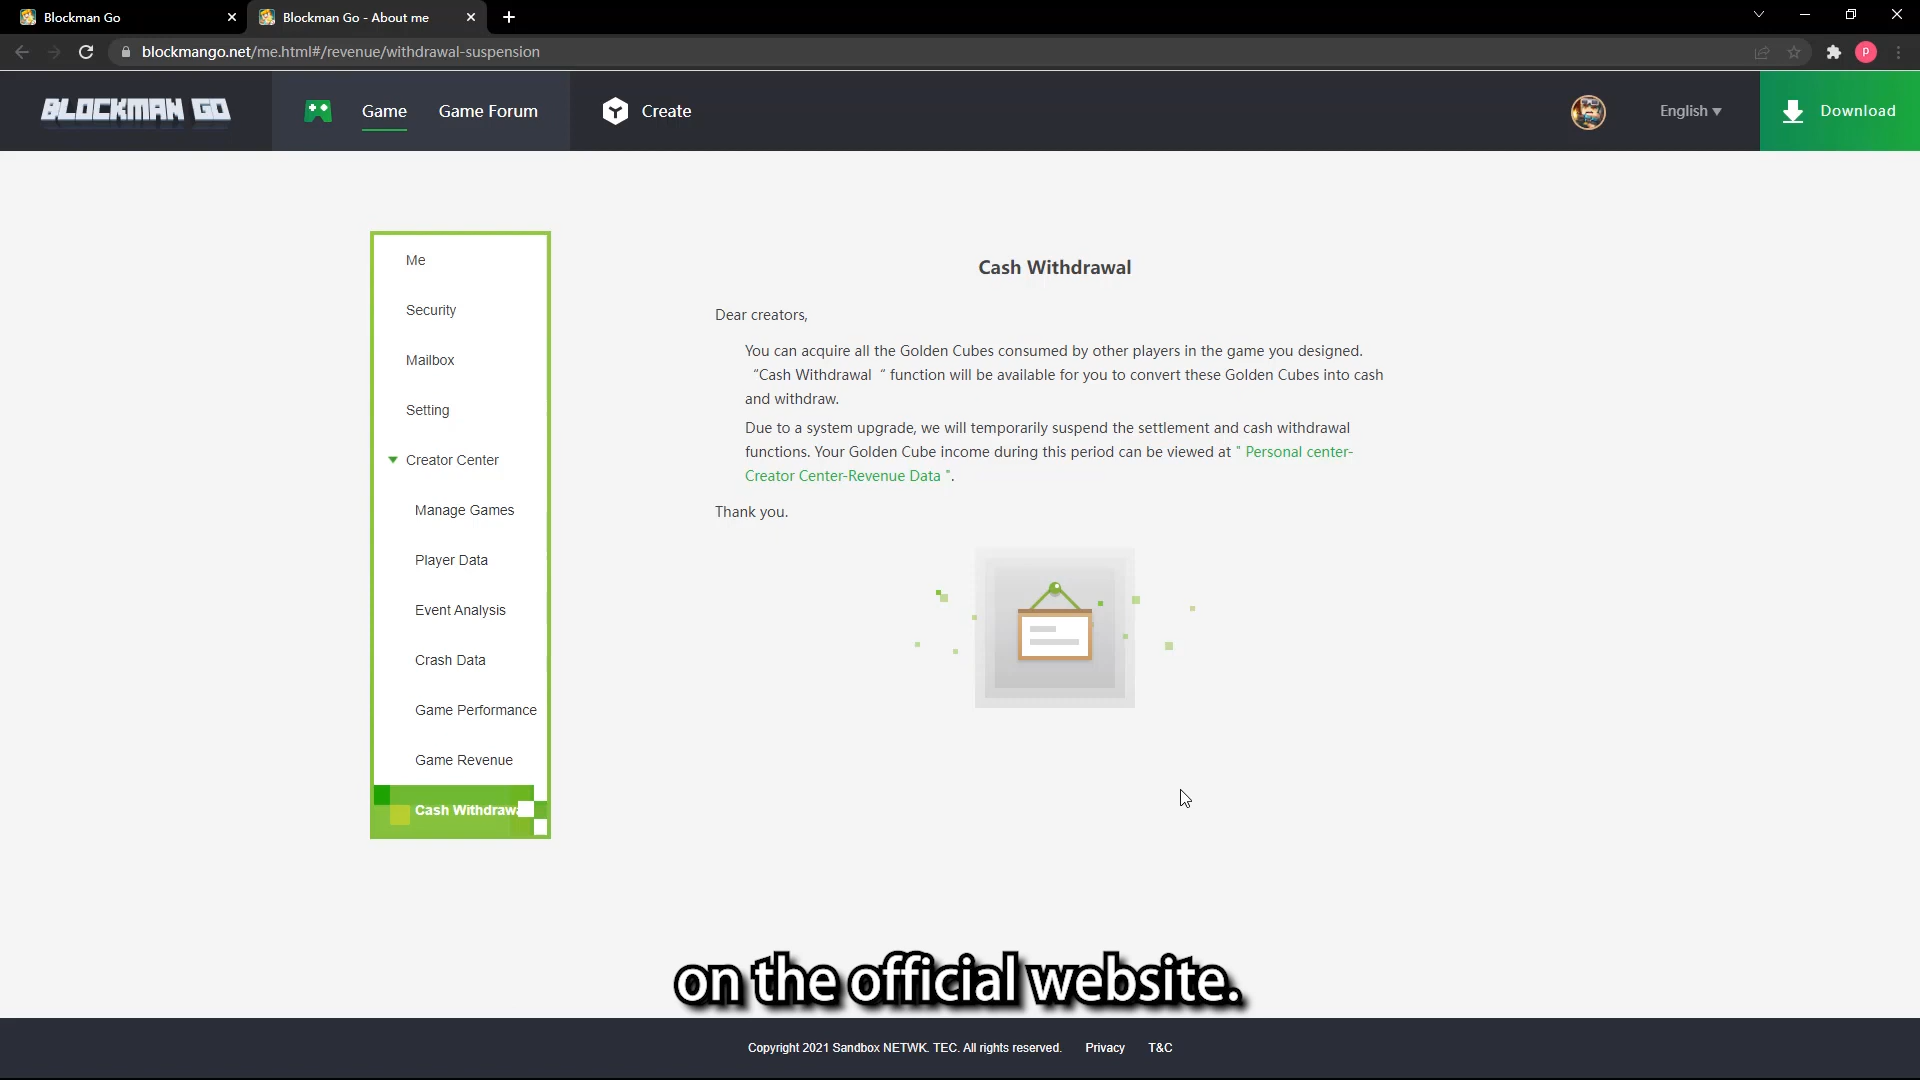 Blockman Go
Blockman Go - About me
blockmango.net/me.html#/revenue/withdrawal-suspension
P
BLOCKMAN GO
Game
Game Forum
Create
English
Download
Me
Security
Mailbox
Setting
Creator Center
Manage Games
Player Data
Event Analysis
Crash Data
Game Performance
Game Revenue
Cash Withdrawa
Cash Withdrawal
Dear creators,
You can acquire all the Golden Cubes consumed by other players in the game you designed.
“Cash Withdrawal “ function will be available for you to convert these Golden Cubes into cash
and withdraw.
Due to a system upgrade, we will temporarily suspend the settlement and cash withdrawal
functions. Your Golden Cube income during this period can be viewed at " Personal center-
Creator Center-Revenue Data ".
Thank you.
on the official website.
Copyright 2021 Sandbox NETWK. TEC. All rights reserved. Privacy T&C